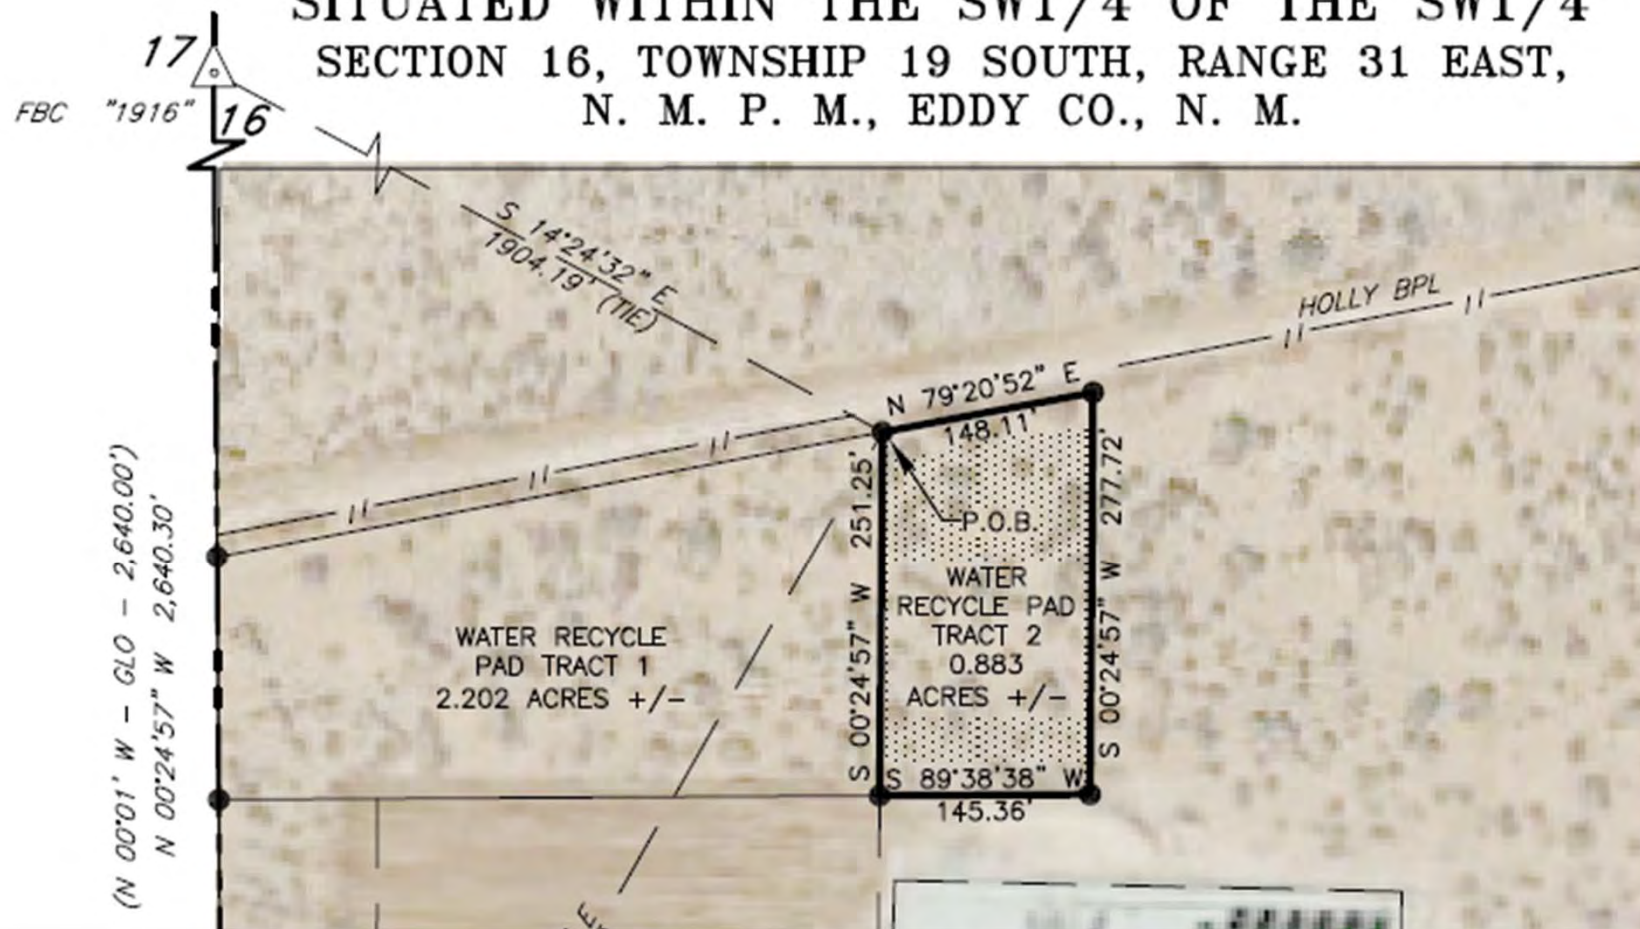 SITUATED WITHIN THE SW1/4 OF THE SW1/4
SECTION 16, TOWNSHIP 19 SOUTH, RANGE 31 EAST,
N. M. P. M., EDDY CO., N. M.
17
FBC "1916"
16
S 14°24'32" E
1904.19' (TIE)
HOLLY BPL
N 79°20'52" E
148.11'
S 00°24'57" W 251.25'
S 00°24'57" W 277.72'
P.O.B.
WATER
RECYCLE PAD
TRACT 2
0.883
ACRES +/-
WATER RECYCLE
PAD TRACT 1
2.202 ACRES +/-
S 89°38'38" W
145.36'
(N 00°01' W - GLO - 2,640.00')
N 00°24'57" W 2,640.30'